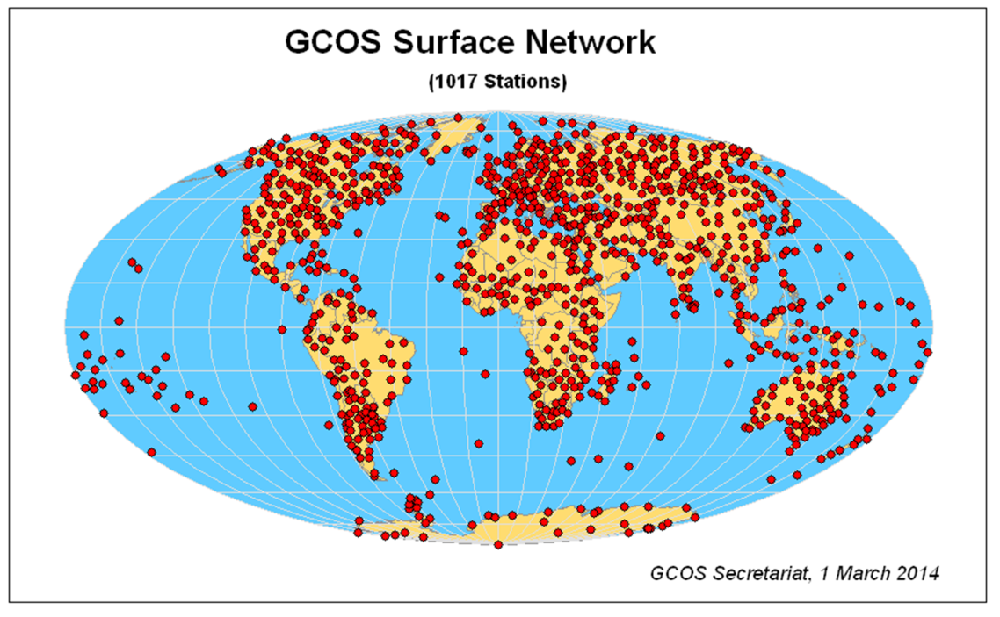 GCOS Surface Network
(1017 Stations)
GCOS Secretariat, 1 March 2014